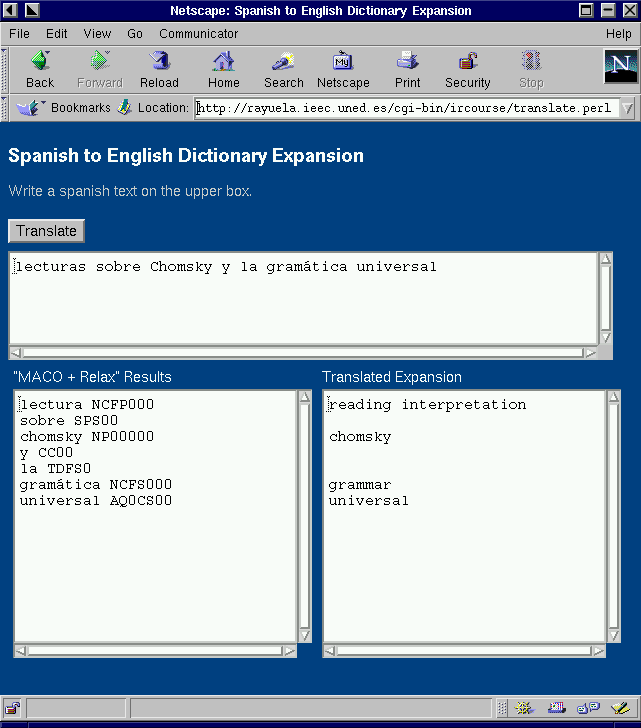 Netscape: Spanish to English Dictionary Expansion
File Edit View Go Communicator Help
Back Forward Reload Home Search Netscape Print Security Stop
My
N
Bookmarks Location: http://rayuela.ieec.uned.es/cgi-bin/ircourse/translate.perl
Spanish to English Dictionary Expansion
Write a spanish text on the upper box.
Translate
lecturas sobre Chomsky y la gramática universal
"MACO + Relax" Results
lectura NCFP000
sobre SPS00
chomsky NP00000
y CC00
la TDFS0
gramática NCFS000
universal AQ0CS00
Translated Expansion
reading interpretation
chomsky
grammar
universal